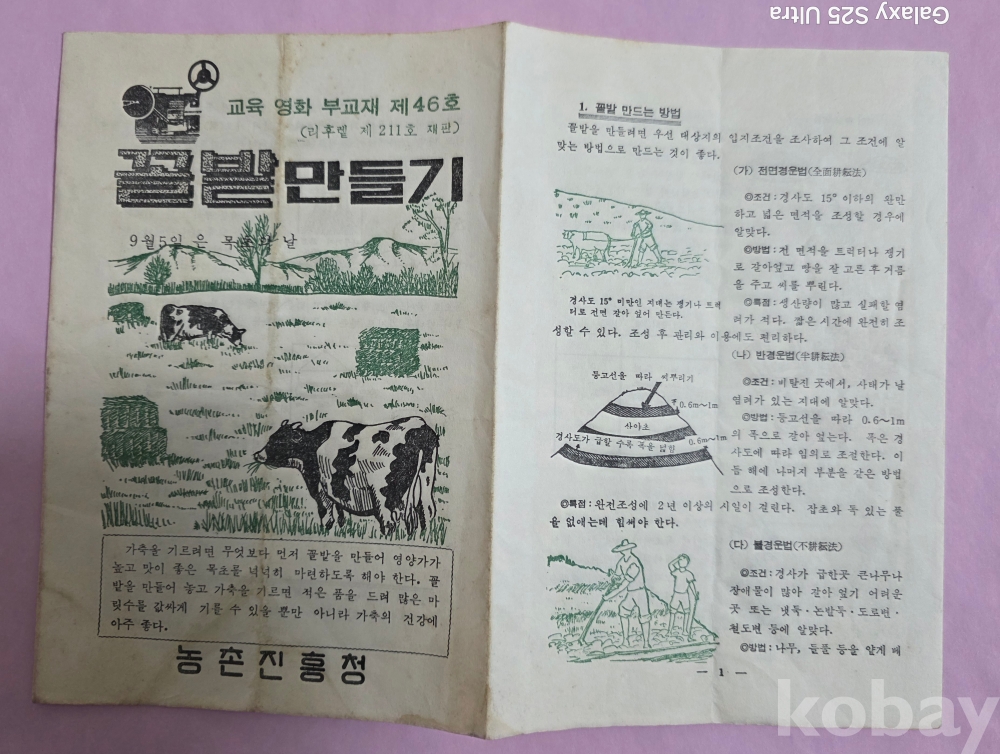 Galaxy S25 Ultra
교육 영화 부교재 제46호
(리후렡 제 211호 재판)
꼴밭만들기
9월5일 은 목초의 날
가축을 기르려면 무엇보다 먼저 꼴밭을 만들어 영양가가
높고 맛이 좋은 목초를 넉넉히 마련하도록 해야 한다. 꼴
밭을 만들어 놓고 가축을 기르면 적은 품을 드려 많은 마
릿수를 값싸게 기를 수 있을 뿐만 아니라 가축의 건강에
아주 좋다.
농촌진흥청
1. 꼴밭 만드는 방법
꼴밭을 만들려면 우선 대상지의 입지조건을 조사하여 그 조건에 알
맞는 방법으로 만드는 것이 좋다.
(가) 전면경운법(全面耕耘法)
◎조건: 경사도 15° 이하의 완만
하고 넓은 면적을 조성할 경우에
알맞다.
◎방법: 전 면적을 트럭터나 쟁기
로 갈아엎고 땅을 잘 고른 후 거름
을 주고 씨를 뿌린다.
◎특점: 생산량이 많고 실패할 염
려가 적다. 짧은 시간에 완전히 조
경사도 15° 미만인 지대는 쟁기나 트랙
터로 전면 갈아 엎어 만든다.
성할 수 있다. 조성 후 관리와 이용에도 편리하다.
(나) 반경운법(半耕耘法)
◎조건: 비탈진 곳에서, 사태가 날
염려가 있는 지대에 알맞다.
◎방법: 등고선을 따라 0.6m~1m
의 폭으로 갈아 엎는다. 폭은 경
사도에 따라 임의로 조절한다. 이
듬 해에 나머지 부분을 같은 방법
으로 조성한다.
등고선을 따라 씨뿌리기
0.6m~1m
사이초
0.6m~1m
경사도가 급할 수록 폭을 넓힘
◎특점: 완전조성에 2년 이상의 시일이 걸린다. 잡초와 독 있는 풀
을 없애는데 힘써야 한다.
(다) 불경운법(不耕耘法)
◎조건: 경사가 급한곳 큰나무나
장애물이 많아 갈아 엎기 어려운
곳 또는 냇둑·논밭둑·도로변·
철도변 등에 알맞다.
◎방법: 나무, 들풀 등을 얕게 메
— 1 —
kobay